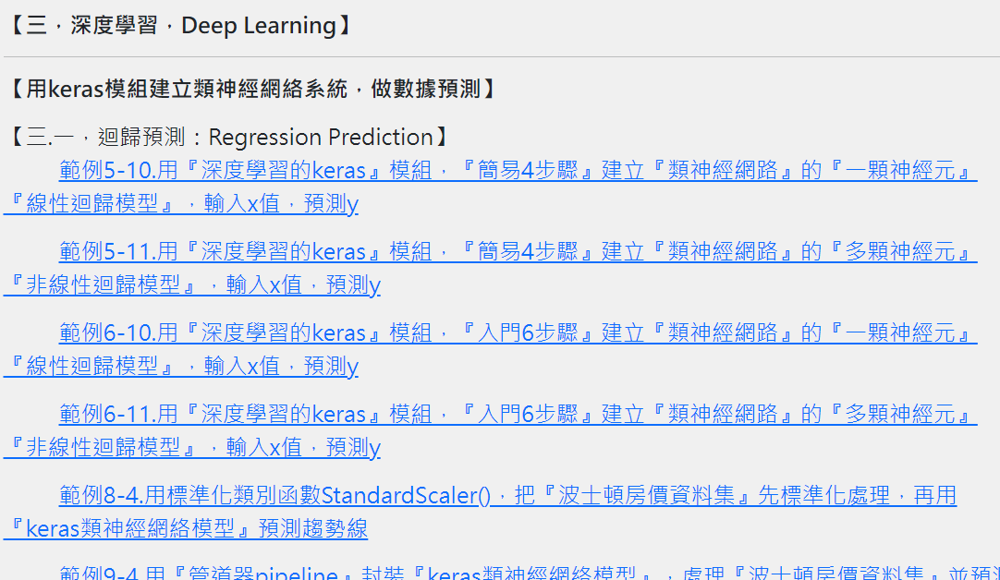 【三，深度學習，Deep Learning】
【用keras模組建立類神經網絡系統，做數據預測】
【三.一，迴歸預測：Regression Prediction】
範例5-10.用『深度學習的keras』模組，『簡易4步驟』建立『類神經網路』的『一顆神經元』
『線性迴歸模型』，輸入x值，預測y
範例5-11.用『深度學習的keras』模組，『簡易4步驟』建立『類神經網路』的『多顆神經元』
『非線性迴歸模型』，輸入x值，預測y
範例6-10.用『深度學習的keras』模組，『入門6步驟』建立『類神經網路』的『一顆神經元』
『線性迴歸模型』，輸入x值，預測y
範例6-11.用『深度學習的keras』模組，『入門6步驟』建立『類神經網路』的『多顆神經元』
『非線性迴歸模型』，輸入x值，預測y
範例8-4.用標準化類別函數StandardScaler()，把『波士頓房價資料集』先標準化處理，再用
『keras類神經網絡模型』預測趨勢線
範例9-4.用『管道器pipeline』封裝『keras類神經網絡模型』，處理『波士頓房價資料集』並預測